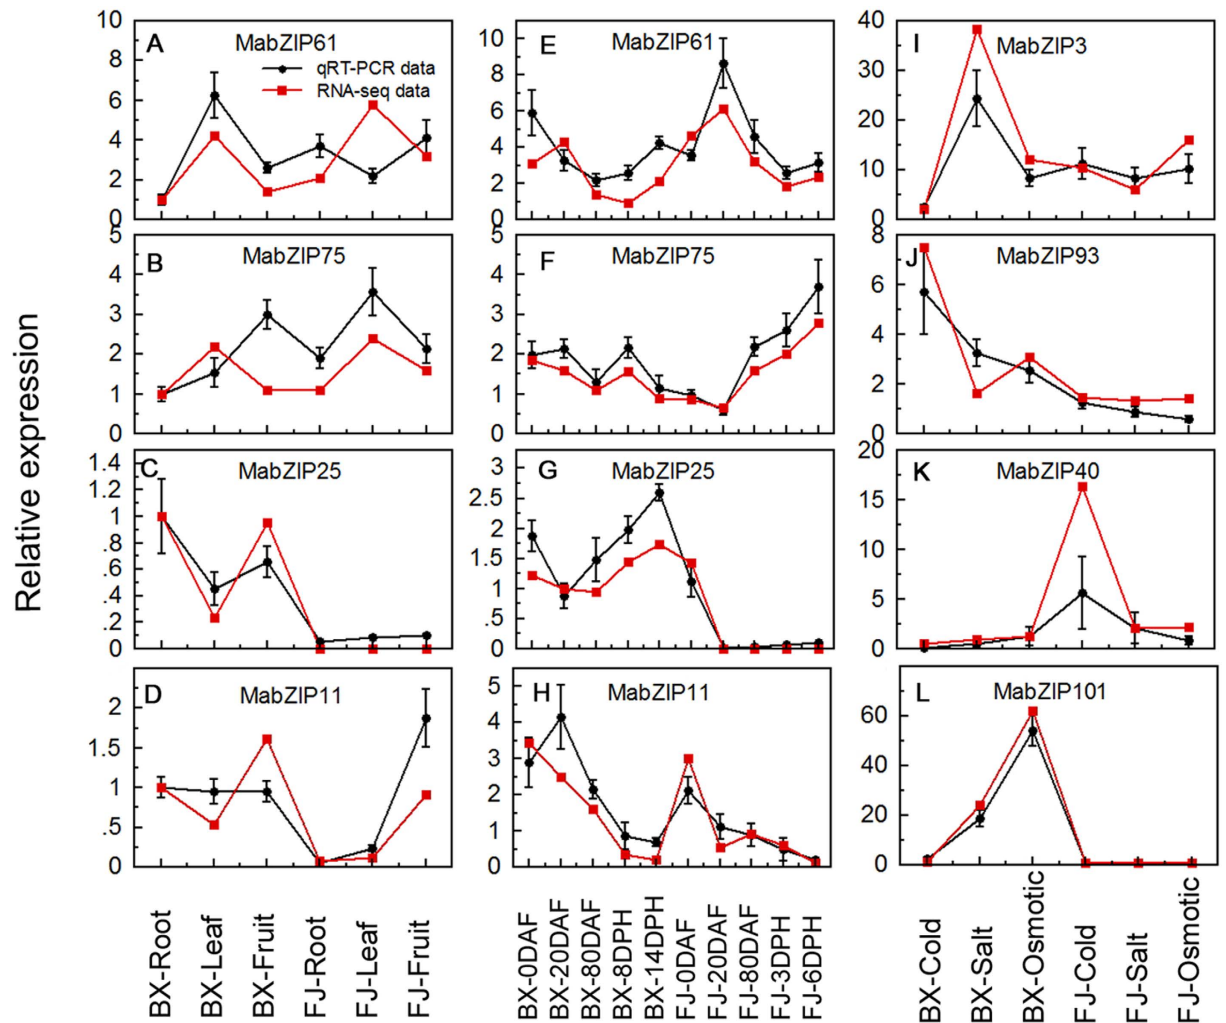 Relative expression
A
MabZIP61
qRT-PCR data
RNA-seq data
10
8
6
4
2
0
B
MabZIP75
5
4
3
2
1
0
C
MabZIP25
1.4
1.2
1
.8
.6
.4
.2
0
D
MabZIP11
2
1.5
1
.5
0
BX-Root
BX-Leaf
BX-Fruit
FJ-Root
FJ-Leaf
FJ-Fruit
E
MabZIP61
10
8
6
4
2
0
F
MabZIP75
5
4
3
2
1
0
G
MabZIP25
3
2.5
2
1.5
1
.5
0
H
MabZIP11
5
4
3
2
1
0
BX-0DAF
BX-20DAF
BX-80DAF
BX-8DPH
BX-14DPH
FJ-0DAF
FJ-20DAF
FJ-80DAF
FJ-3DPH
FJ-6DPH
I
MabZIP3
40
30
20
10
0
J
MabZIP93
8
6
4
2
0
K
MabZIP40
20
15
10
5
0
L
MabZIP101
60
40
20
0
BX-Cold
BX-Salt
BX-Osmotic
FJ-Cold
FJ-Salt
FJ-Osmotic